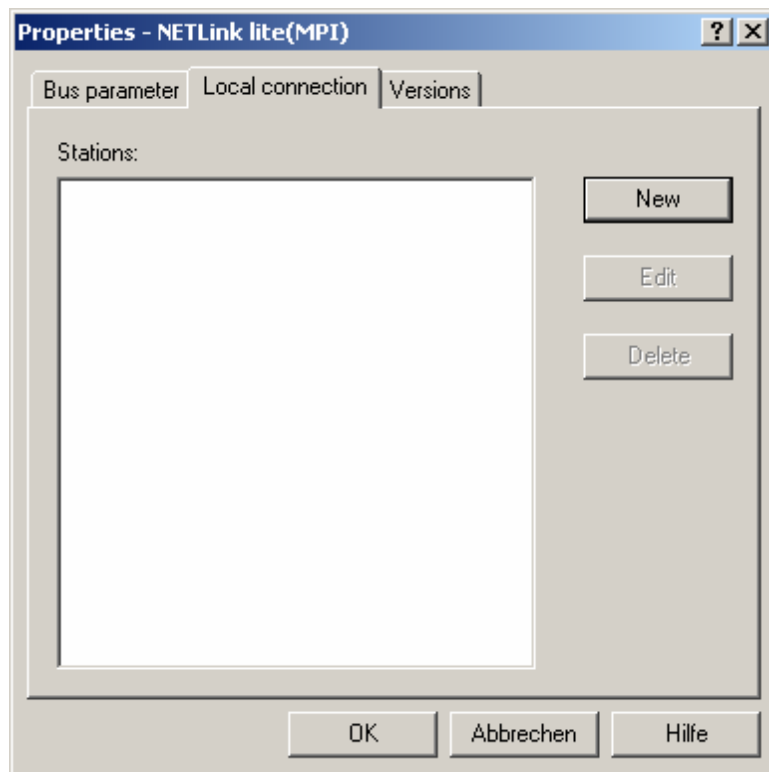 Properties - NETLink lite(MPI)
Bus parameter Local connection Versions
Stations:
New
Edit
Delete
OK Abbrechen Hilfe